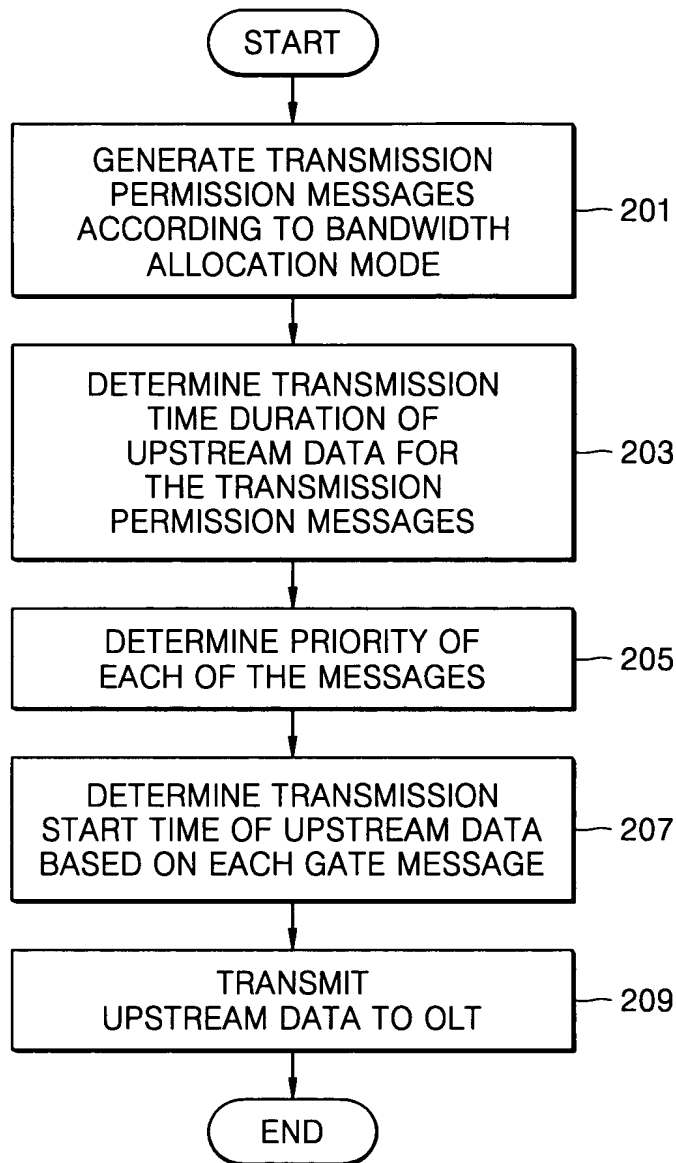 START
GENERATE TRANSMISSION
PERMISSION MESSAGES
ACCORDING TO BANDWIDTH
ALLOCATION MODE
201
DETERMINE TRANSMISSION
TIME DURATION OF
UPSTREAM DATA FOR
THE TRANSMISSION
PERMISSION MESSAGES
203
DETERMINE PRIORITY OF
EACH OF THE MESSAGES
205
DETERMINE TRANSMISSION
START TIME OF UPSTREAM DATA
BASED ON EACH GATE MESSAGE
207
TRANSMIT
UPSTREAM DATA TO OLT
209
END